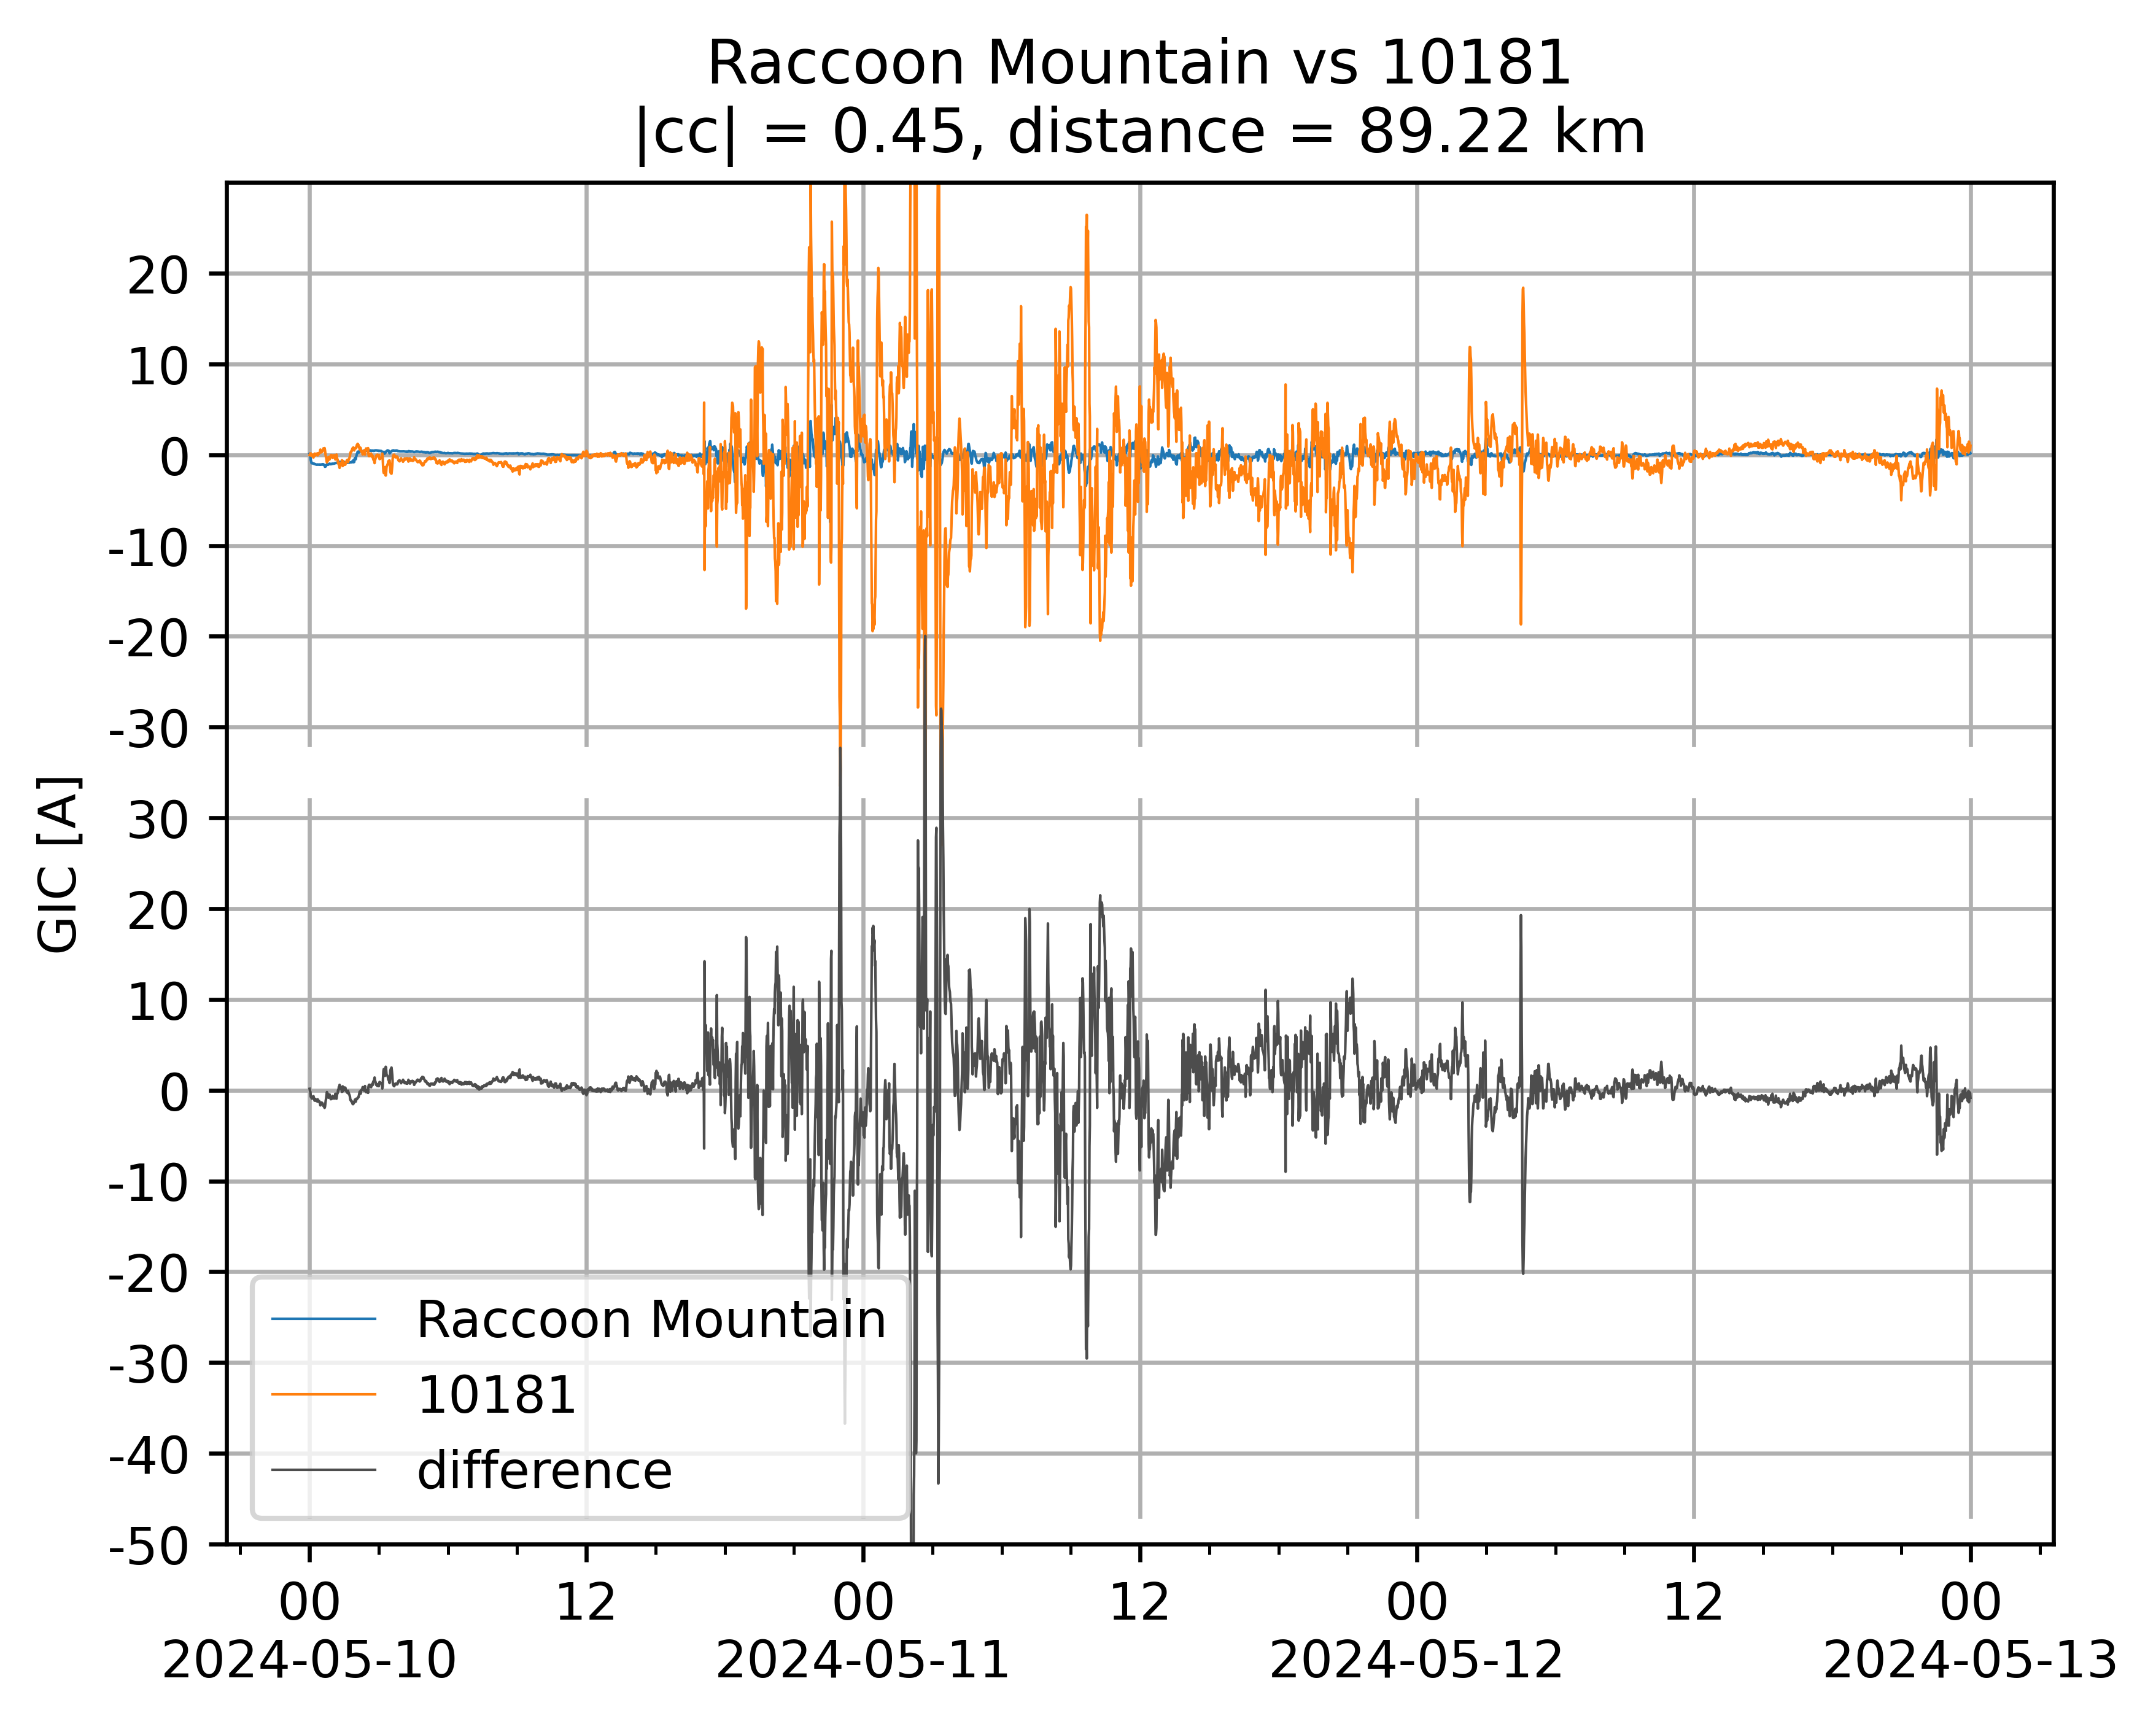 Raccoon Mountain vs 10181
|cc| = 0.45, distance = 89.22 km
GIC [A]
20
10
0
-10
-20
-30
30
20
10
0
-10
-20
-30
-40
-50
Raccoon Mountain
10181
difference
00 12 00 12 00 12 00
2024-05-10 2024-05-11 2024-05-12 2024-05-13